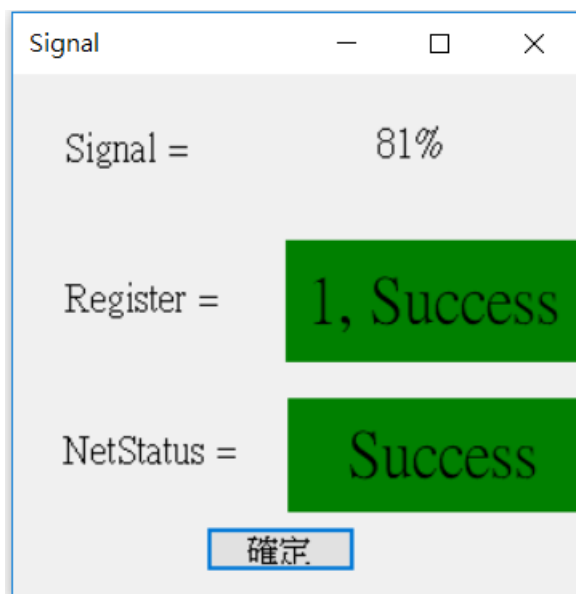 Signal
Signal = 81%
Register = 1, Success
NetStatus = Success
確定